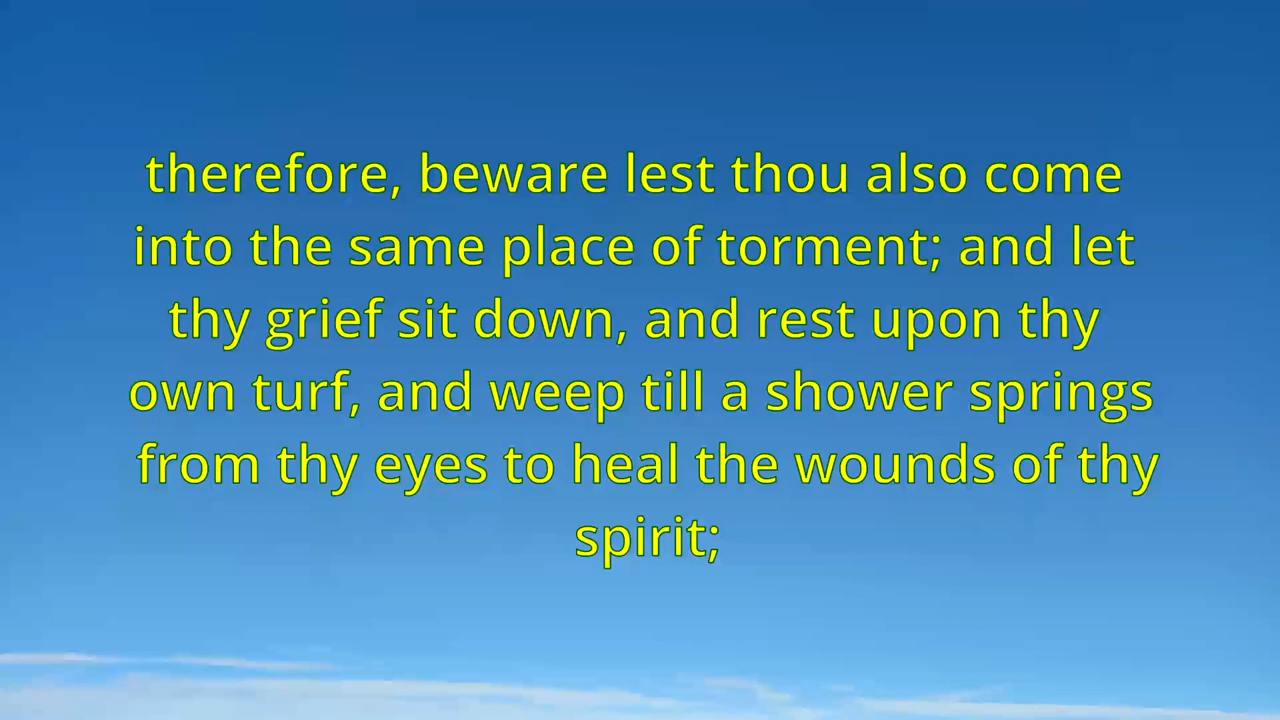 therefore, beware lest thou also come
into the same place of torment; and let
thy grief sit down, and rest upon thy
own turf, and weep till a shower springs
from thy eyes to heal the wounds of thy
spirit;